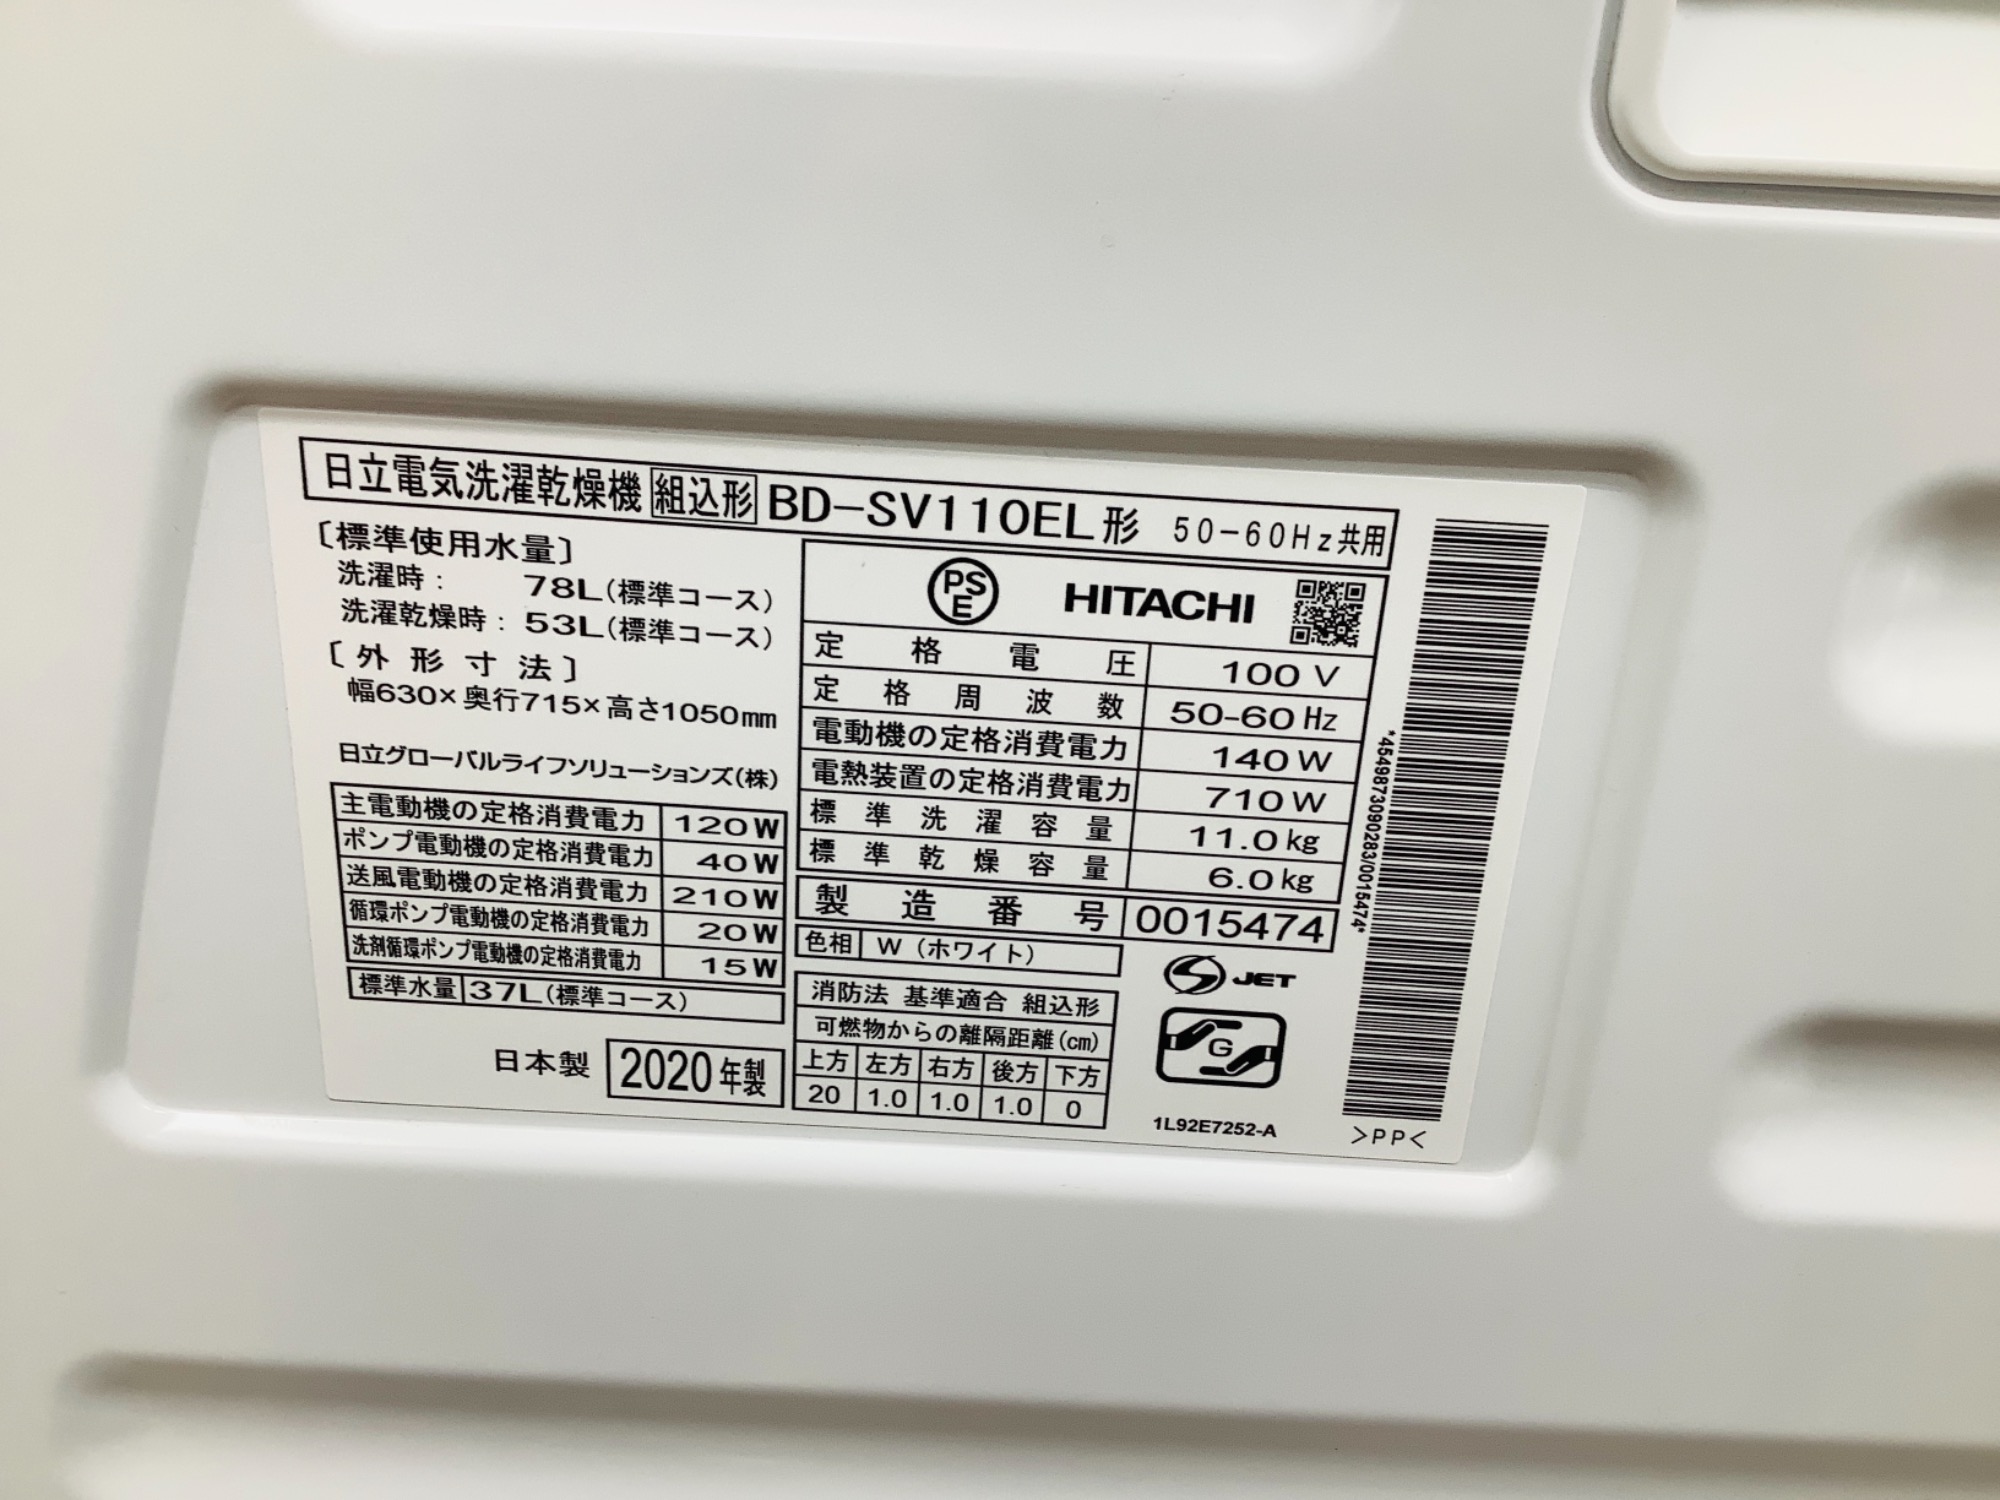 日立電気洗濯乾燥機 組込形 BD-SV110EL形 50-60Hz共用
〔標準使用水量〕
洗濯時: 78L(標準コース)
洗濯乾燥時: 53L(標準コース)
〔外形寸法〕
幅630×奥行715×高さ1050mm
日立グローバルライフソリューションズ(株)
主電動機の定格消費電力 120W
ポンプ電動機の定格消費電力 40W
送風電動機の定格消費電力 210W
循環ポンプ電動機の定格消費電力 20W
洗剤循環ポンプ電動機の定格消費電力 15W
標準水量 37L(標準コース)
日本製 2020年製
PSE HITACHI
定格電圧 100V
定格周波数 50-60Hz
電動機の定格消費電力 140W
電熱装置の定格消費電力 710W
標準洗濯容量 11.0kg
標準乾燥容量 6.0kg
製造番号 0015474
色相 W(ホワイト)
消防法 基準適合 組込形
可燃物からの離隔距離(cm)
上方 左方 右方 後方 下方
20 1.0 1.0 1.0 0
S JET
G
1L92E7252-A
*4549873090283/0015474*
>PP<